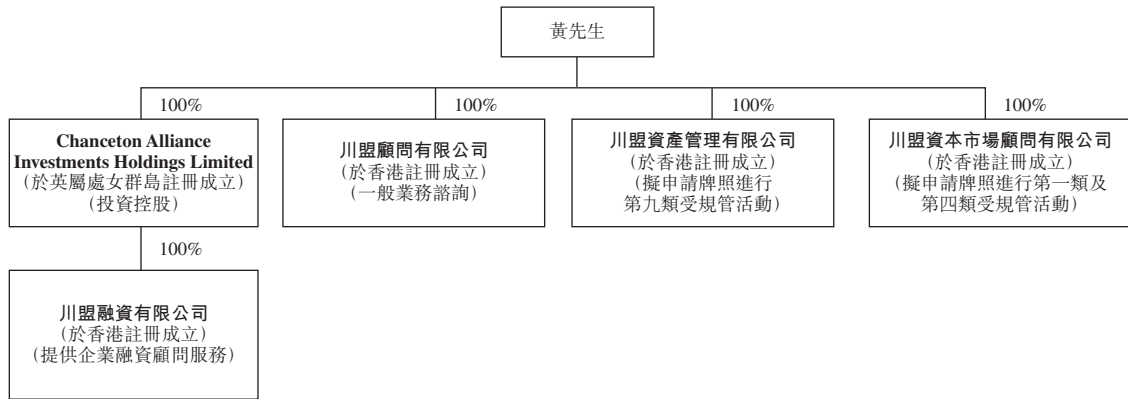 黃先生
100%
100%
100%
100%
Chanceton Alliance
Investments Holdings Limited
(於英屬處女群島註冊成立)
(投資控股)
川盟顧問有限公司
(於香港註冊成立)
(一般業務諮詢)
川盟資產管理有限公司
(於香港註冊成立)
(擬申請牌照進行
第九類受規管活動)
川盟資本市場顧問有限公司
(於香港註冊成立)
(擬申請牌照進行第一類及
第四類受規管活動)
100%
川盟融資有限公司
(於香港註冊成立)
(提供企業融資顧問服務)